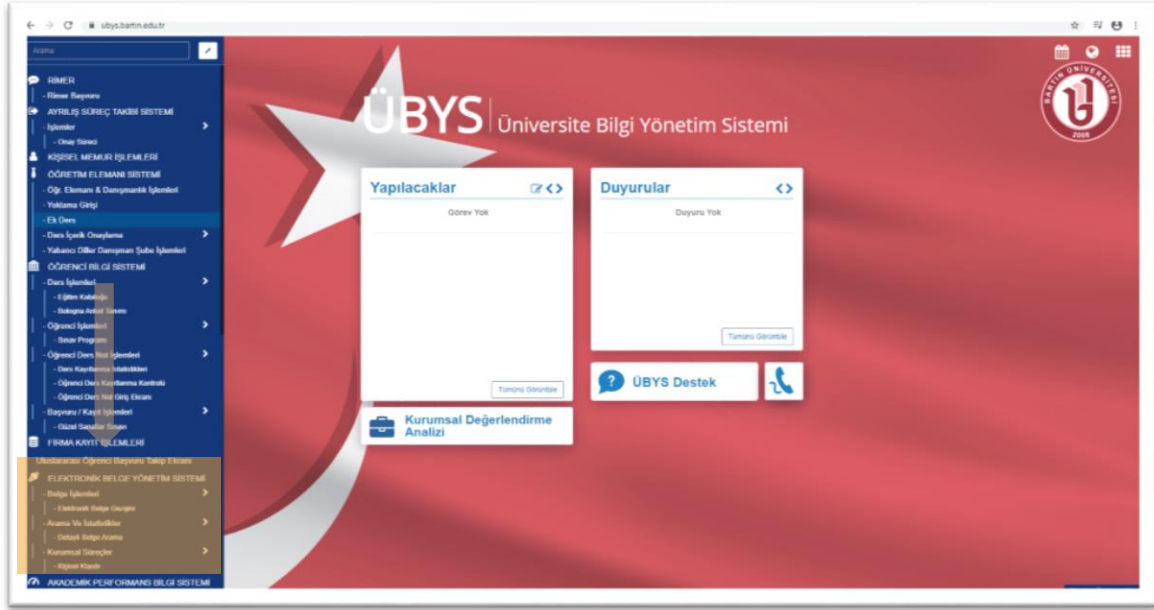 ubys.bartin.edu.tr
Arama
RİMER
- Rimer Başvuru
AYRILIŞ SÜREÇ TAKİBİ SİSTEMİ
- İşlemler
- Onay Süreci
KİŞİSEL MEMUR İŞLEMLERİ
ÖĞRETİM ELEMANI SİSTEMİ
- Öğr. Elemanı & Danışmanlık İşlemleri
- Yoklama Girişi
- Ek Ders
- Ders İçerik Onaylama
- Yabancı Diller Danışman Şube İşlemleri
ÖĞRENCİ BİLGİ SİSTEMİ
- Ders İşlemleri
- Eğitim Kataloğu
- Bologna Anket Tanımı
- Öğrenci İşlemleri
- Sınav Programı
- Öğrenci Ders Not İşlemleri
- Ders Kayıtlanma İstatistikleri
- Öğrenci Ders Kayıtlanma Kontrolü
- Öğrenci Ders Not Giriş Ekranı
- Başvuru / Kayıt İşlemleri
- Güzel Sanatlar Sınavı
FİRMA KAYIT İŞLEMLERİ
Uluslararası Öğrenci Başvuru Takip Ekranı
ELEKTRONİK BELGE YÖNETİM SİSTEMİ
- Belge İşlemleri
- Elektronik Belge Gezgini
- Arama Ve İstatistikler
- Detaylı Belge Arama
- Kurumsal Süreçler
- Kişisel Klasör
AKADEMİK PERFORMANS BİLGİ SİSTEMİ
ÜBYS Üniversite Bilgi Yönetim Sistemi
BARTIN ÜNİVERSİTESİ
2008
Yapılacaklar
Görev Yok
Tümünü Görüntüle
Kurumsal Değerlendirme
Analizi
Duyurular
Duyuru Yok
Tümünü Görüntüle
ÜBYS Destek